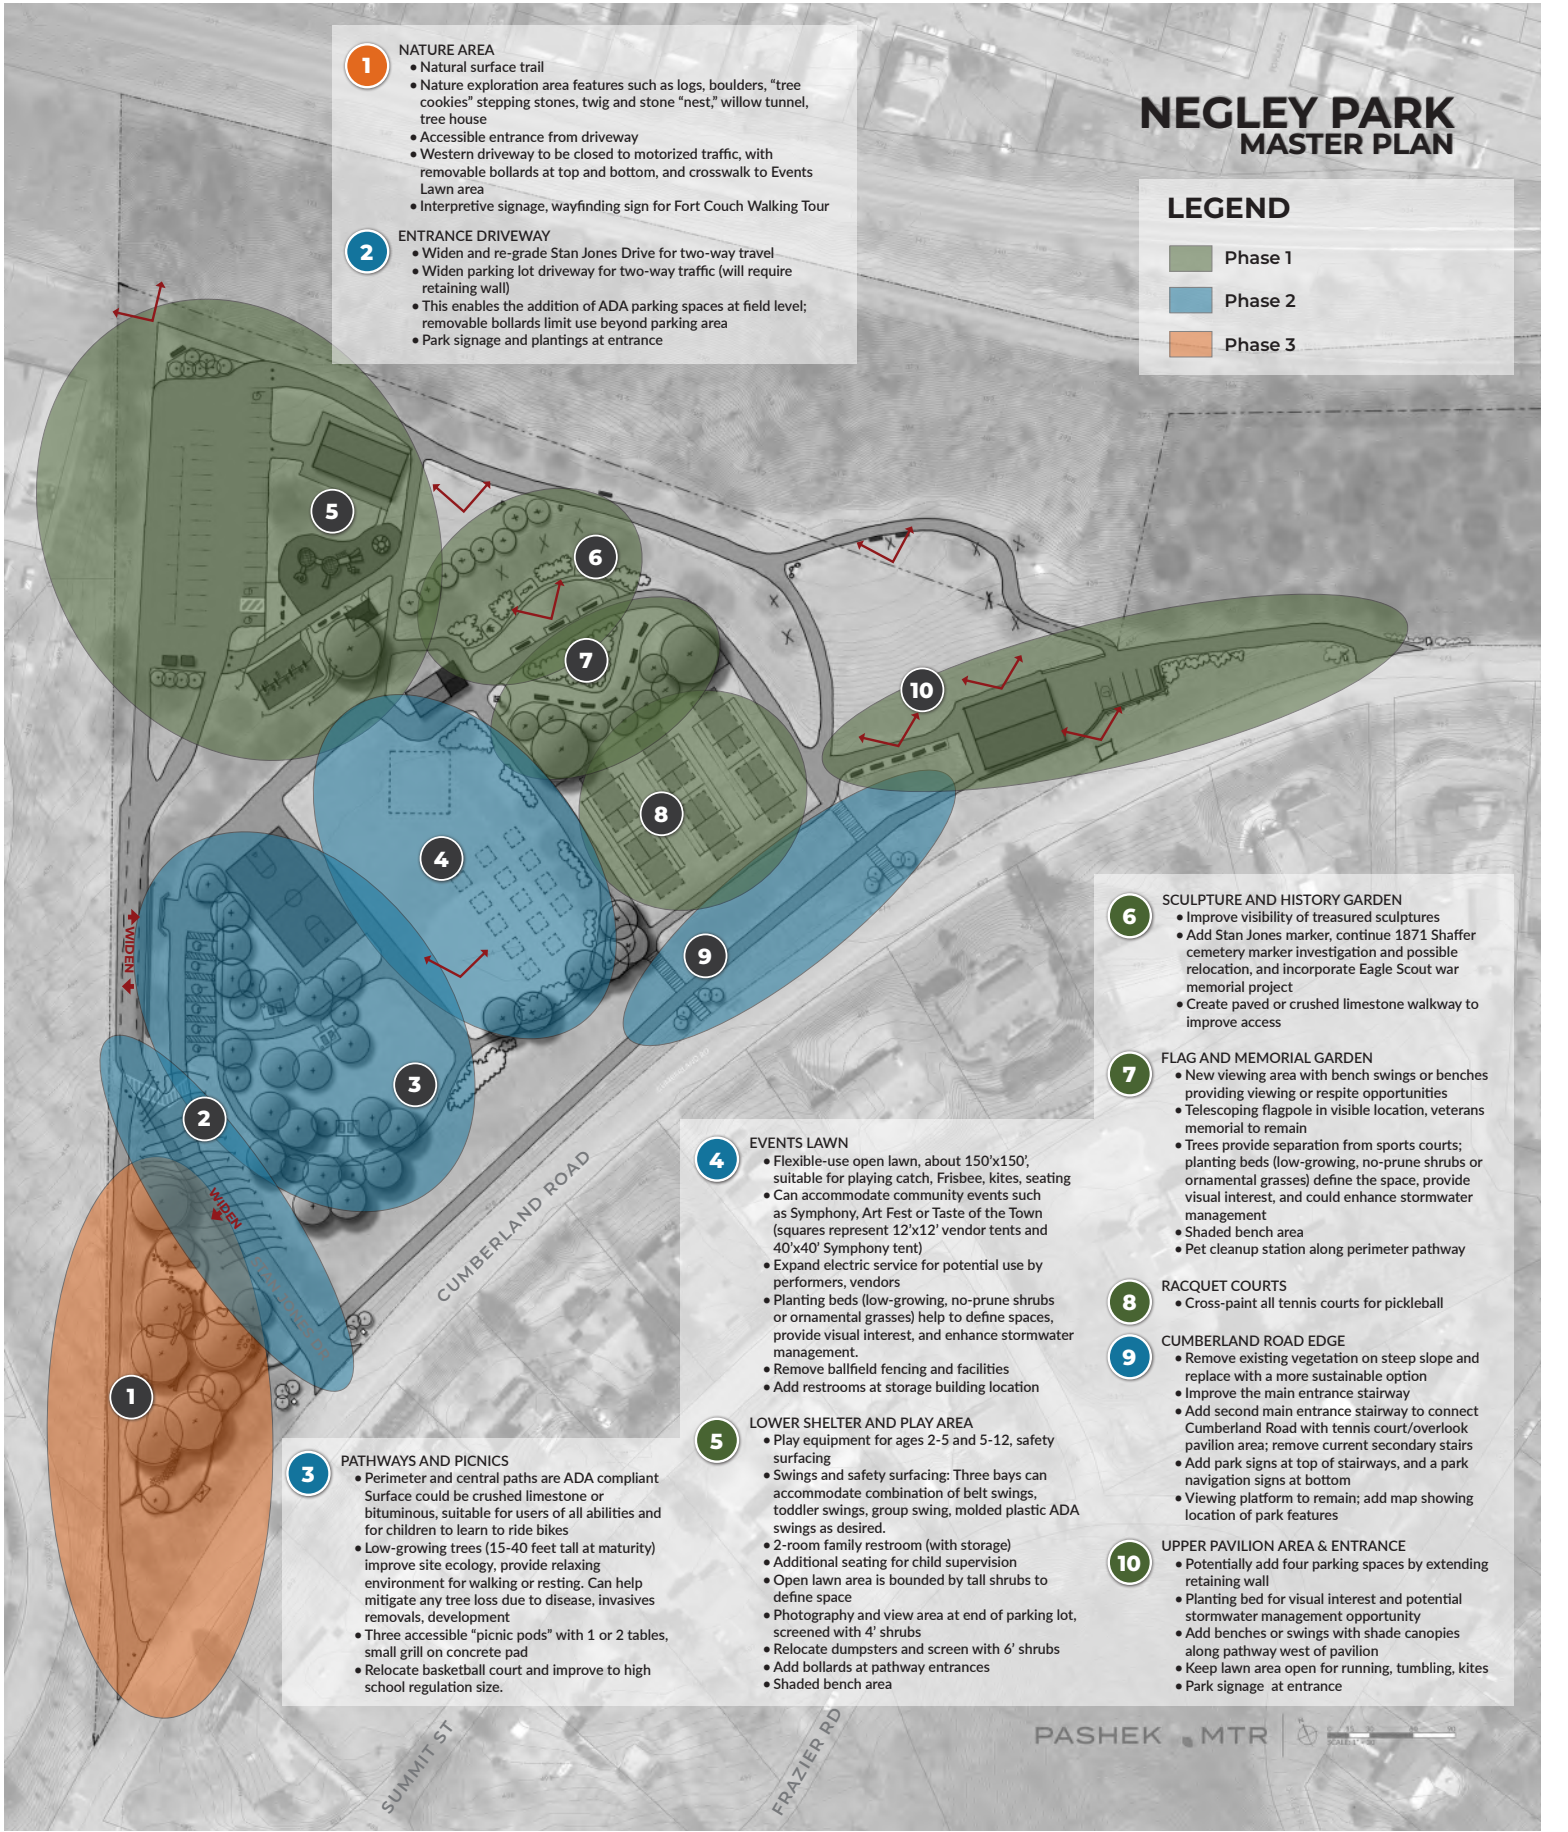 NEGLEY PARK
MASTER PLAN
LEGEND
Phase 1
Phase 2
Phase 3
1
NATURE AREA
• Natural surface trail
• Nature exploration area features such as logs, boulders, “tree
cookies” stepping stones, twig and stone “nest,” willow tunnel,
tree house
• Accessible entrance from driveway
• Western driveway to be closed to motorized traffic, with
removable bollards at top and bottom, and crosswalk to Events
Lawn area
• Interpretive signage, wayfinding sign for Fort Couch Walking Tour
2
ENTRANCE DRIVEWAY
• Widen and re-grade Stan Jones Drive for two-way travel
• Widen parking lot driveway for two-way traffic (will require
retaining wall)
• This enables the addition of ADA parking spaces at field level;
removable bollards limit use beyond parking area
• Park signage and plantings at entrance
5
6
7
10
8
4
9
3
2
1
WIDEN
WIDEN
CUMBERLAND ROAD
SUMMIT ST
FRAZIER RD
3
PATHWAYS AND PICNICS
• Perimeter and central paths are ADA compliant
Surface could be crushed limestone or
bituminous, suitable for users of all abilities and
for children to learn to ride bikes
• Low-growing trees (15-40 feet tall at maturity)
improve site ecology, provide relaxing
environment for walking or resting. Can help
mitigate any tree loss due to disease, invasives
removals, development
• Three accessible “picnic pods” with 1 or 2 tables,
small grill on concrete pad
• Relocate basketball court and improve to high
school regulation size.
4
EVENTS LAWN
• Flexible-use open lawn, about 150’x150’,
suitable for playing catch, Frisbee, kites, seating
• Can accommodate community events such
as Symphony, Art Fest or Taste of the Town
(squares represent 12’x12’ vendor tents and
40’x40’ Symphony tent)
• Expand electric service for potential use by
performers, vendors
• Planting beds (low-growing, no-prune shrubs
or ornamental grasses) help to define spaces,
provide visual interest, and enhance stormwater
management.
• Remove ballfield fencing and facilities
• Add restrooms at storage building location
5
LOWER SHELTER AND PLAY AREA
• Play equipment for ages 2-5 and 5-12, safety
surfacing
• Swings and safety surfacing: Three bays can
accommodate combination of belt swings,
toddler swings, group swing, molded plastic ADA
swings as desired.
• 2-room family restroom (with storage)
• Additional seating for child supervision
• Open lawn area is bounded by tall shrubs to
define space
• Photography and view area at end of parking lot,
screened with 4’ shrubs
• Relocate dumpsters and screen with 6’ shrubs
• Add bollards at pathway entrances
• Shaded bench area
6
SCULPTURE AND HISTORY GARDEN
• Improve visibility of treasured sculptures
• Add Stan Jones marker, continue 1871 Shaffer
cemetery marker investigation and possible
relocation, and incorporate Eagle Scout war
memorial project
• Create paved or crushed limestone walkway to
improve access
7
FLAG AND MEMORIAL GARDEN
• New viewing area with bench swings or benches
providing viewing or respite opportunities
• Telescoping flagpole in visible location, veterans
memorial to remain
• Trees provide separation from sports courts;
planting beds (low-growing, no-prune shrubs or
ornamental grasses) define the space, provide
visual interest, and could enhance stormwater
management
• Shaded bench area
• Pet cleanup station along perimeter pathway
8
RACQUET COURTS
• Cross-paint all tennis courts for pickleball
9
CUMBERLAND ROAD EDGE
• Remove existing vegetation on steep slope and
replace with a more sustainable option
• Improve the main entrance stairway
• Add second main entrance stairway to connect
Cumberland Road with tennis court/overlook
pavilion area; remove current secondary stairs
• Add park signs at top of stairways, and a park
navigation signs at bottom
• Viewing platform to remain; add map showing
location of park features
10
UPPER PAVILION AREA & ENTRANCE
• Potentially add four parking spaces by extending
retaining wall
• Planting bed for visual interest and potential
stormwater management opportunity
• Add benches or swings with shade canopies
along pathway west of pavilion
• Keep lawn area open for running, tumbling, kites
• Park signage at entrance
PASHEK MTR